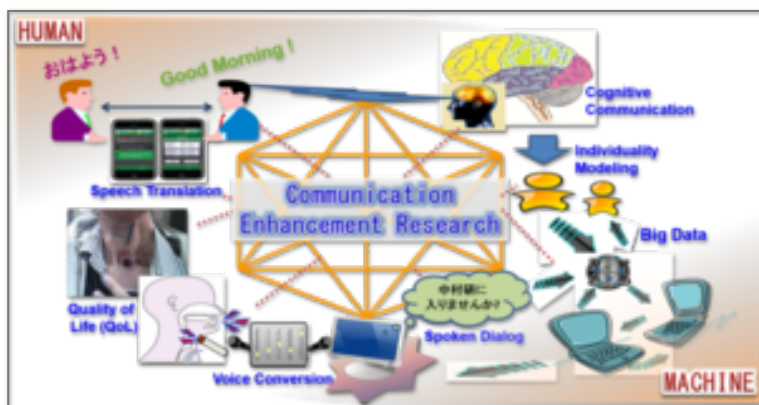 HUMAN
おはよう！
Good Morning！
Cognitive
Communication
Individuality
Modeling
Speech Translation
Communication
Enhancement Research
Big Data
Quality of
Life (QoL)
中村研に
入りませんか?
Spoken Dialog
Voice Conversion
MACHINE